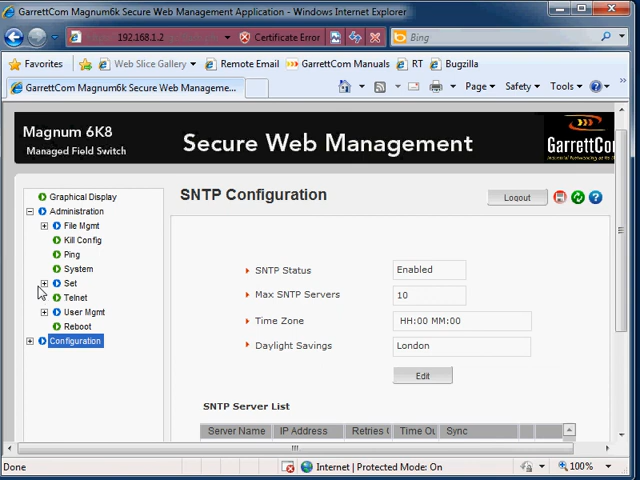 GarrettCom Magnum6k Secure Web Management Application - Windows Internet Explorer
192.168.1.2 Certificate Error Bing
Favorites Web Slice Gallery Remote Email GarrettCom Manuals RT Bugzilla
GarrettCom Magnum6k Secure Web Manageme... Page Safety Tools
Magnum 6K8
Managed Field Switch
Secure Web Management
GarrettCom
SNTP Configuration
Logout
Graphical Display
Administration
File Mgmt
Kill Config
Ping
System
Set
Telnet
User Mgmt
Reboot
Configuration
SNTP Status Enabled
Max SNTP Servers 10
Time Zone HH:00 MM:00
Daylight Savings London
Edit
SNTP Server List
Server Name IP Address Retries Time Ou Sync
Done Internet | Protected Mode: On 100%